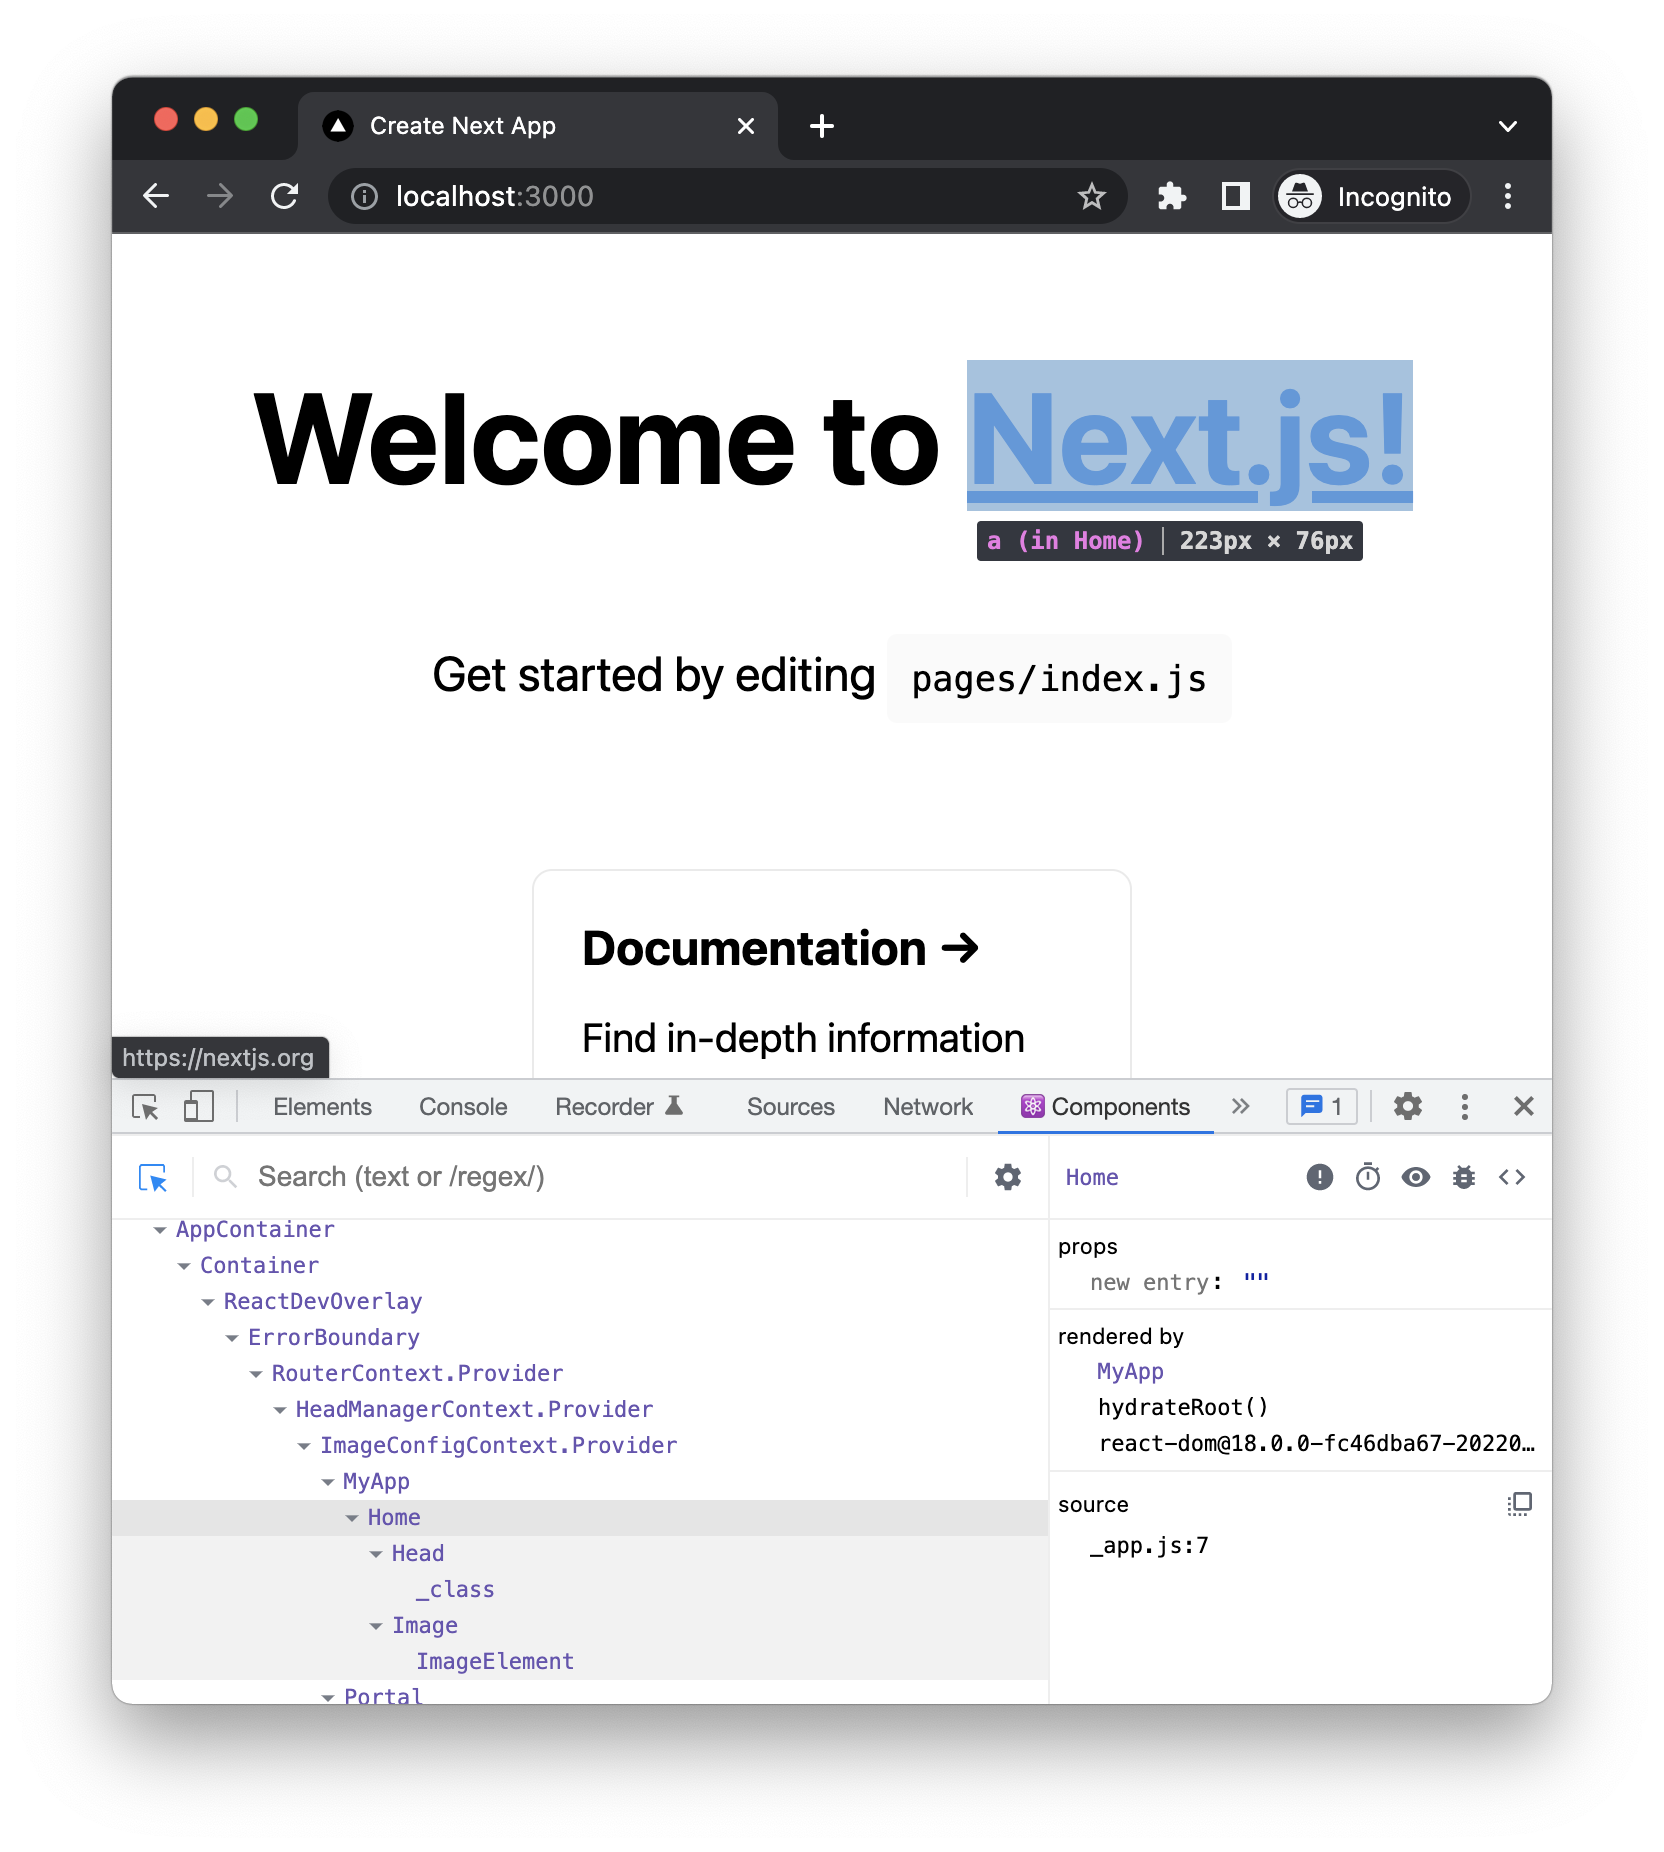 Create Next App
localhost:3000
Incognito
Welcome to Next.js!
a (in Home) 223px × 76px
Get started by editing pages/index.js
Documentation →
Find in-depth information
https://nextjs.org
Elements Console Recorder Sources Network Components 1
Search (text or /regex/)
AppContainer
Container
ReactDevOverlay
ErrorBoundary
RouterContext.Provider
HeadManagerContext.Provider
ImageConfigContext.Provider
MyApp
Home
Head
_class
Image
ImageElement
Portal
Home
props
new entry: ""
rendered by
MyApp
hydrateRoot()
react-dom@18.0.0-fc46dba67-20220…
source
_app.js:7